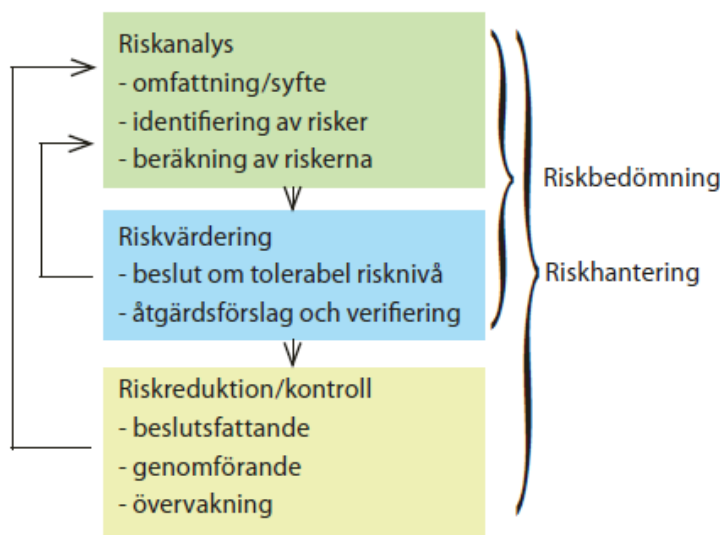 Riskanalys
- omfattning/syfte
- identifiering av risker
- beräkning av riskerna
Riskvärdering
- beslut om tolerabel risknivå
- åtgärdsförslag och verifiering
Riskreduktion/kontroll
- beslutsfattande
- genomförande
- övervakning
Riskbedömning
Riskhantering